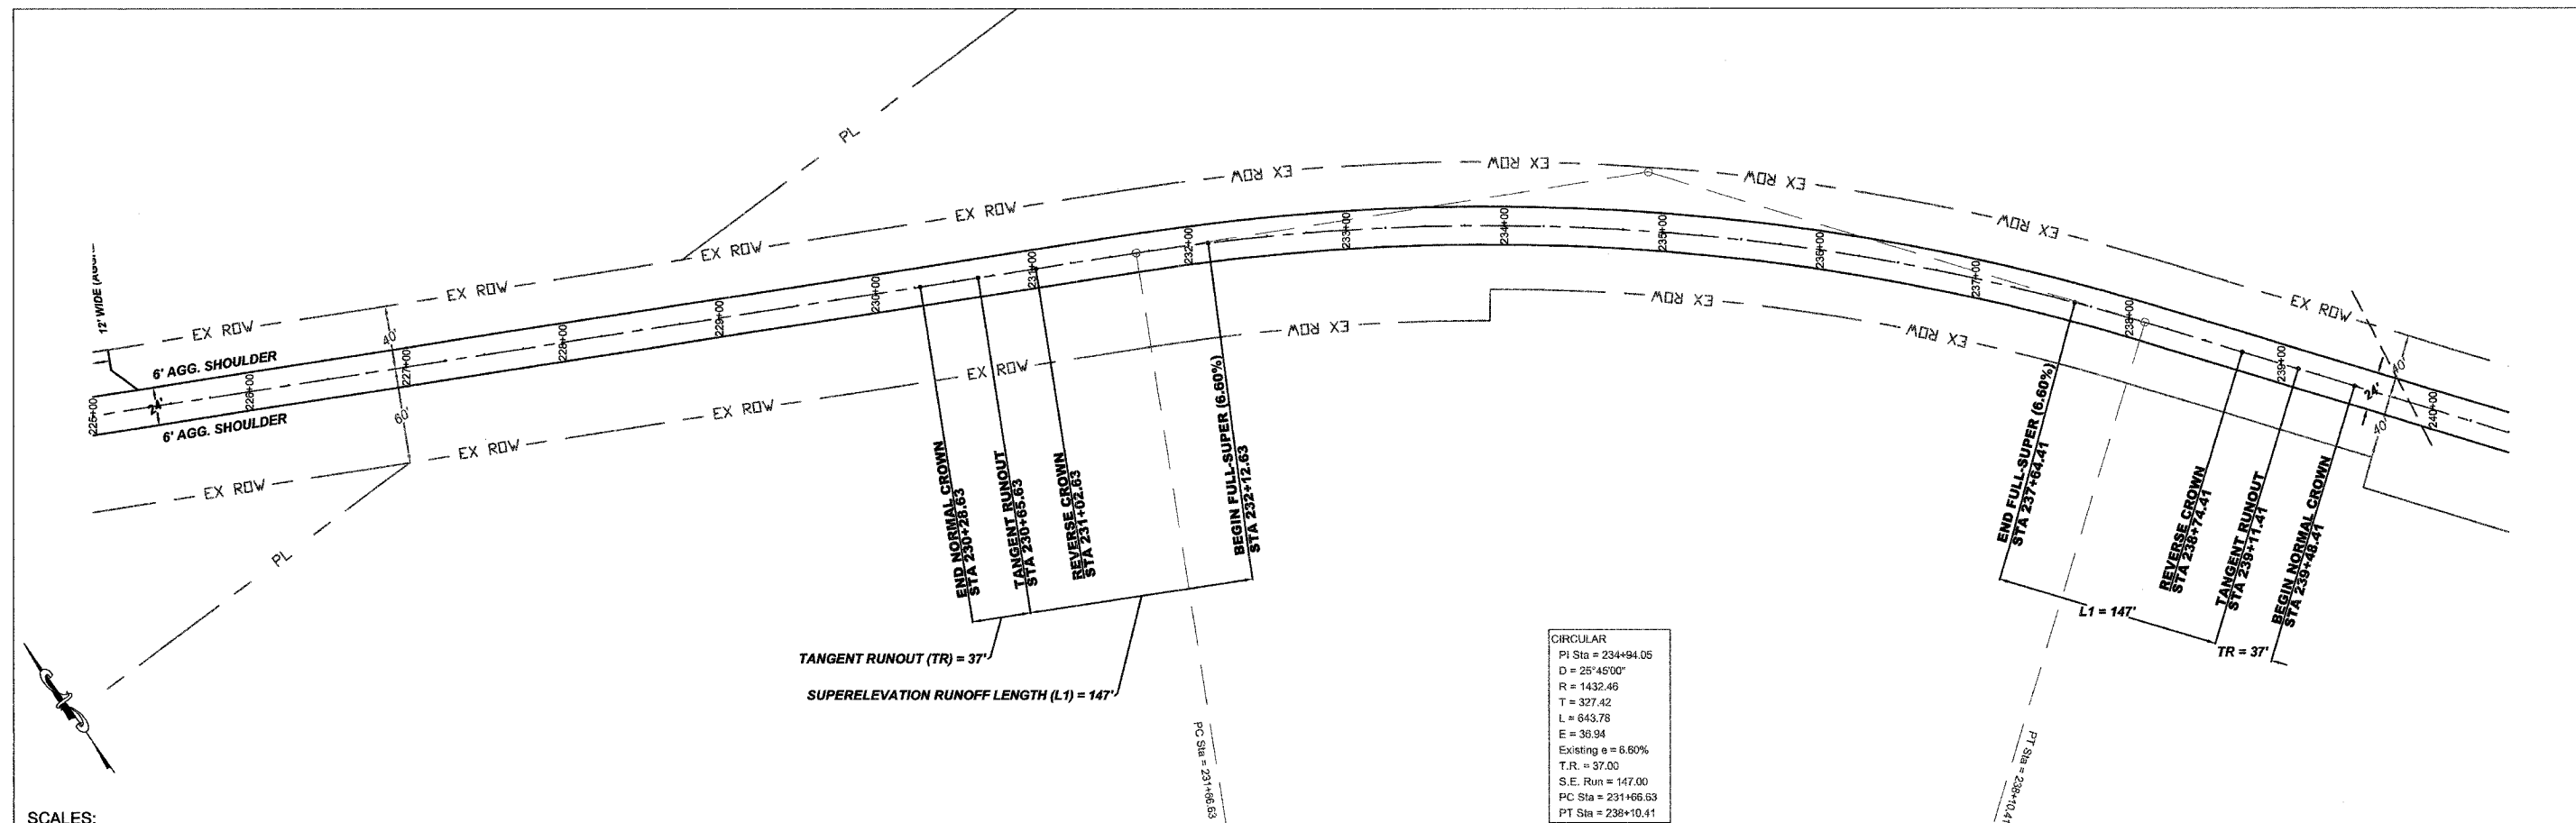 PL
EX ROW
EX ROW
EX ROW
EX ROW
EX ROW
EX ROW
EX ROW
EX ROW
EX ROW
EX ROW
12' WIDE
6' AGG. SHOULDER
24'
6' AGG. SHOULDER
40'
60'
225+00
226+00
227+00
228+00
229+00
230+00
231+00
232+00
233+00
234+00
235+00
236+00
237+00
238+00
239+00
240+00
24'
40'
40'
EX ROW
EX ROW
EX ROW
EX ROW
EX ROW
EX ROW
EX ROW
PL
END NORMAL CROWN
STA 230+28.63
TANGENT RUNOUT
STA 230+65.63
REVERSE CROWN
STA 231+02.63
BEGIN FULL-SUPER (6.60%)
STA 232+12.63
END FULL-SUPER (6.60%)
STA 237+64.41
REVERSE CROWN
STA 238+74.41
TANGENT RUNOUT
STA 239+11.41
BEGIN NORMAL CROWN
STA 239+48.41
TANGENT RUNOUT (TR) = 37'
SUPERELEVATION RUNOFF LENGTH (L1) = 147'
L1 = 147'
TR = 37'
PC Sta = 231+66.63
PT Sta = 238+10.41
CIRCULAR
PI Sta = 234+94.05
D = 25°45'00"
R = 1432.46
T = 327.42
L = 643.78
E = 36.94
Existing e = 6.60%
T.R. = 37.00
S.E. Run = 147.00
PC Sta = 231+66.63
PT Sta = 238+10.41
SCALES: